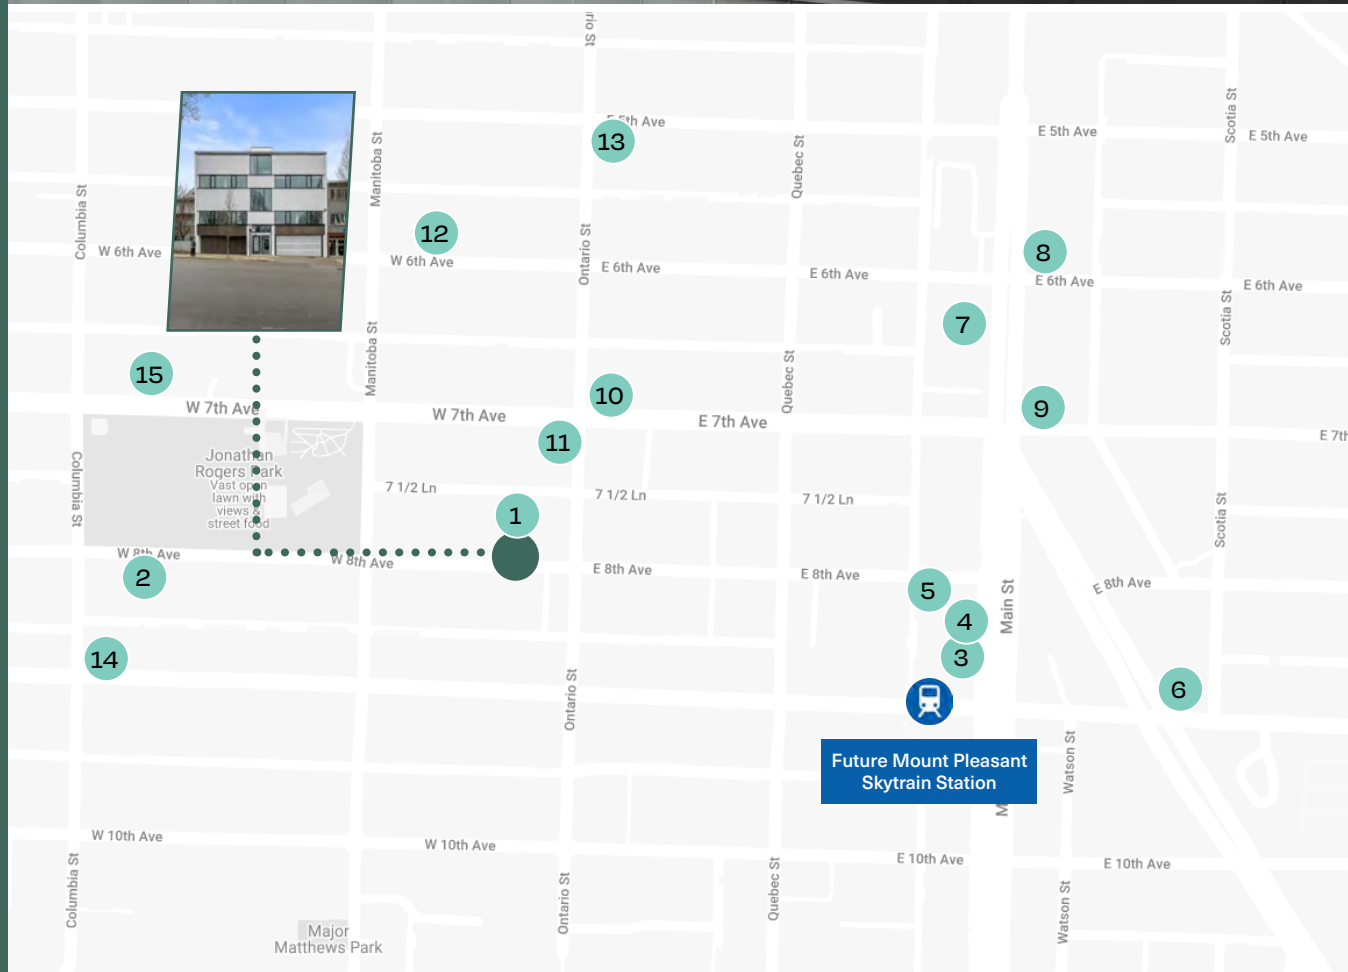 rio St
E 5th Ave
13
E 5th Ave
Scotia St
E 5th Ave
Manitoba St
Quebec St
Columbia St
12
W 6th Ave
W 6th Ave
Ontario St
E 6th Ave
E 6th Ave
8
E 6th Ave
E 6th Ave
Scotia St
7
Manitoba St
Quebec St
15
W 7th Ave
W 7th Ave
10
E 7th Ave
9
E 7th
11
Jonathan
Rogers Park
Vast open
lawn with
views &
street food
Columbia St
7 1/2 Ln
7 1/2 Ln
7 1/2 Ln
Scotia St
1
W 8th Ave
W 8th Ave
E 8th Ave
E 8th Ave
E 8th Ave
2
5
4
3
Main St
14
6
Ontario St
Future Mount Pleasant
Skytrain Station
Watson St
M
W 10th Ave
W 10th Ave
E 10th Ave
E 10th Ave
Columbia St
Ontario St
Quebec St
Watson St
Major
Matthews Park